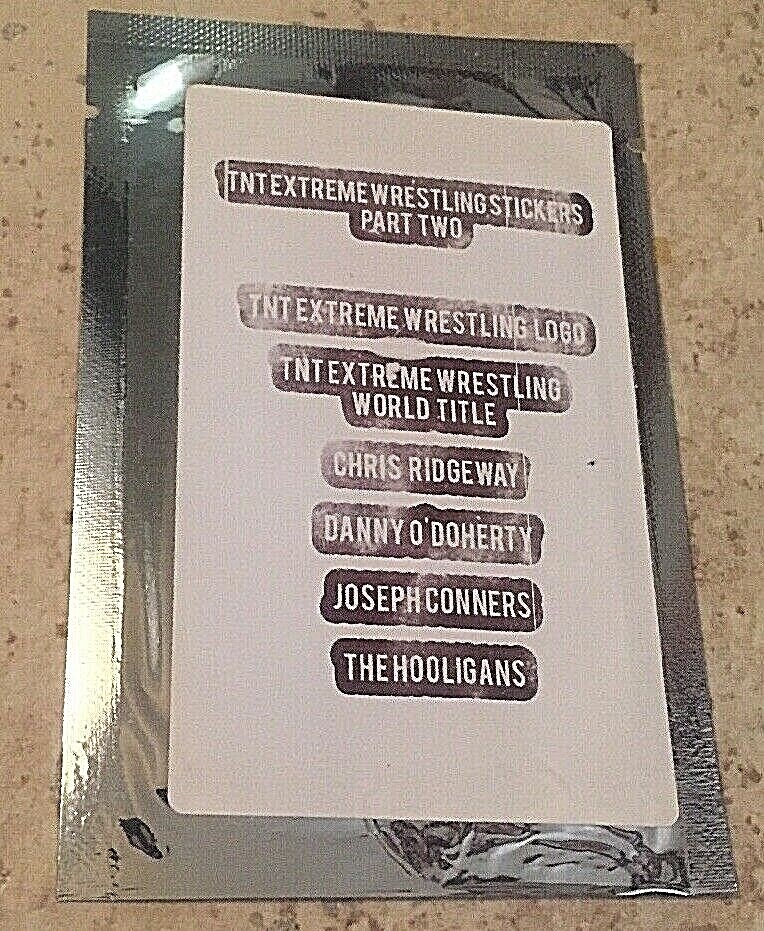 TNT EXTREME WRESTLING STICKERS
PART TWO
TNT EXTREME WRESTLING LOGO
TNT EXTREME WRESTLING
WORLD TITLE
CHRIS RIDGEWAY
DANNY O'DOHERTY
JOSEPH CONNERS
THE HOOLIGANS